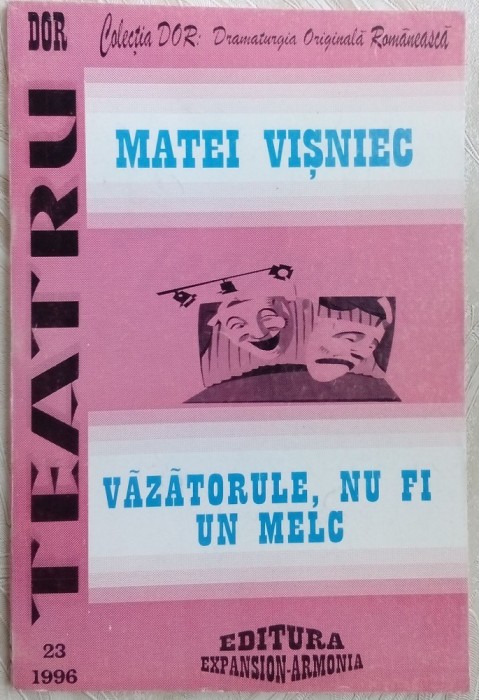 DOR
Colecția DOR: Dramaturgia Originală Românească
TEATRU
MATEI VIȘNIEC
VĂZĂTORULE, NU FI
UN MELC
23
1996
EDITURA
EXPANSION-ARMONIA